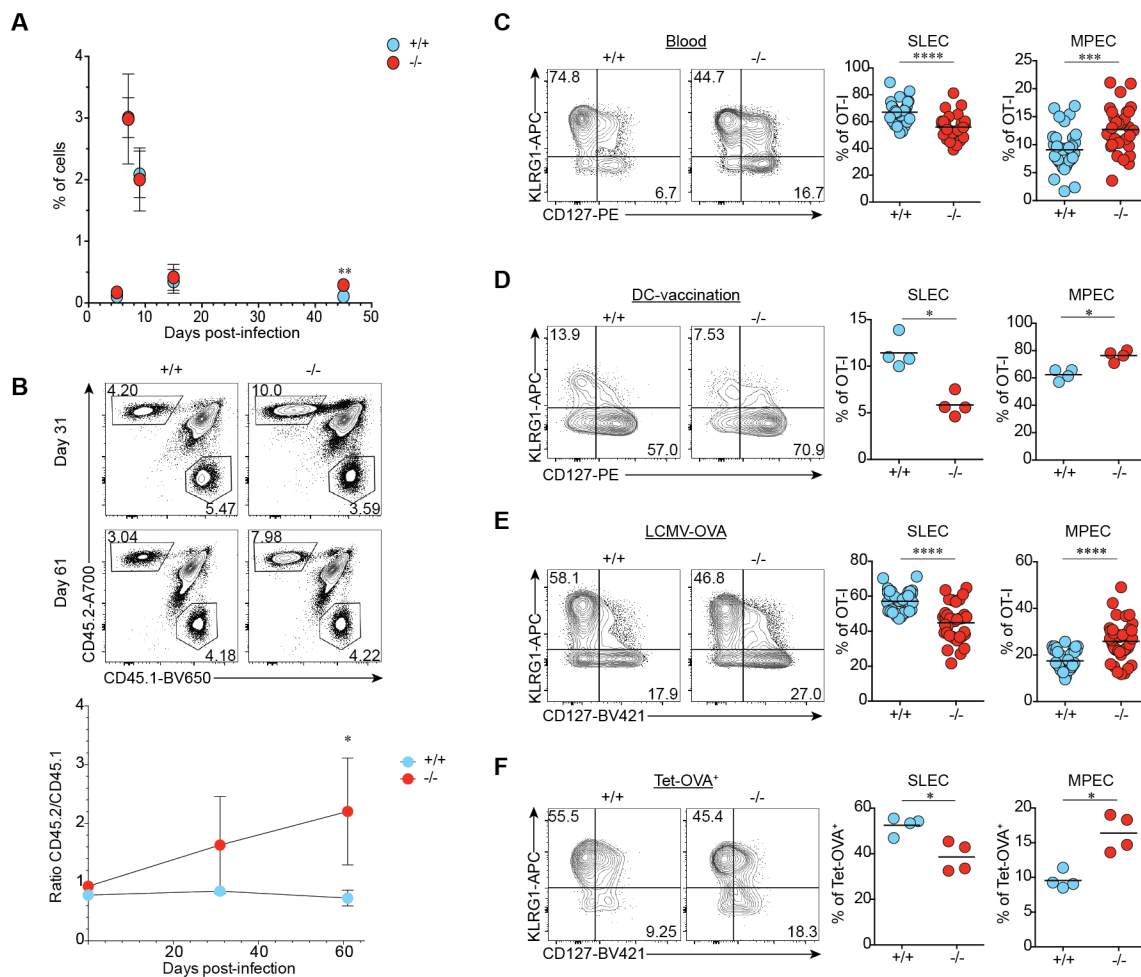 A
+/+
-/-
4
3
2
1
0
% of cells
**
0 10 20 30 40 50
Days post-infection
B
+/+ -/-
Day 31
4.20 10.0
5.47 3.59
Day 61
3.04 7.98
4.18 4.22
CD45.2-A700
CD45.1-BV650
4
3
2
1
0
Ratio CD45.2/CD45.1
*
+/+
-/-
20 40 60
Days post-infection
C
Blood
+/+ -/-
74.8 44.7
6.7 16.7
KLRG1-APC
CD127-PE
SLEC
****
100
80
60
40
20
0
% of OT-I
+/+ -/-
MPEC
***
25
20
15
10
5
0
% of OT-I
+/+ -/-
D
DC-vaccination
+/+ -/-
13.9 7.53
57.0 70.9
KLRG1-APC
CD127-PE
SLEC
*
15
10
5
0
% of OT-I
+/+ -/-
MPEC
*
100
80
60
40
20
0
% of OT-I
+/+ -/-
E
LCMV-OVA
+/+ -/-
58.1 46.8
17.9 27.0
KLRG1-APC
CD127-BV421
SLEC
****
80
60
40
20
0
% of OT-I
+/+ -/-
MPEC
****
60
40
20
0
% of OT-I
+/+ -/-
F
Tet-OVA⁺
+/+ -/-
55.5 45.4
9.25 18.3
KLRG1-APC
CD127-BV421
SLEC
*
60
40
20
0
% of Tet-OVA⁺
+/+ -/-
MPEC
*
20
15
10
5
0
% of Tet-OVA⁺
+/+ -/-